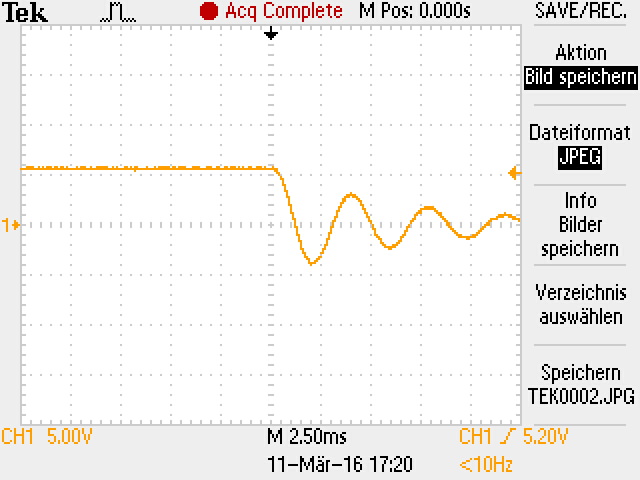 Tek Acq Complete M Pos: 0.000s SAVE/REC.
Aktion
Bild speichern
Dateiformat
JPEG
Info
Bilder
speichern
1
Verzeichnis
auswählen
Speichern
TEK0002.JPG
CH1 5.00V M 2.50ms CH1 5.20V
11-Mär-16 17:20 <10Hz